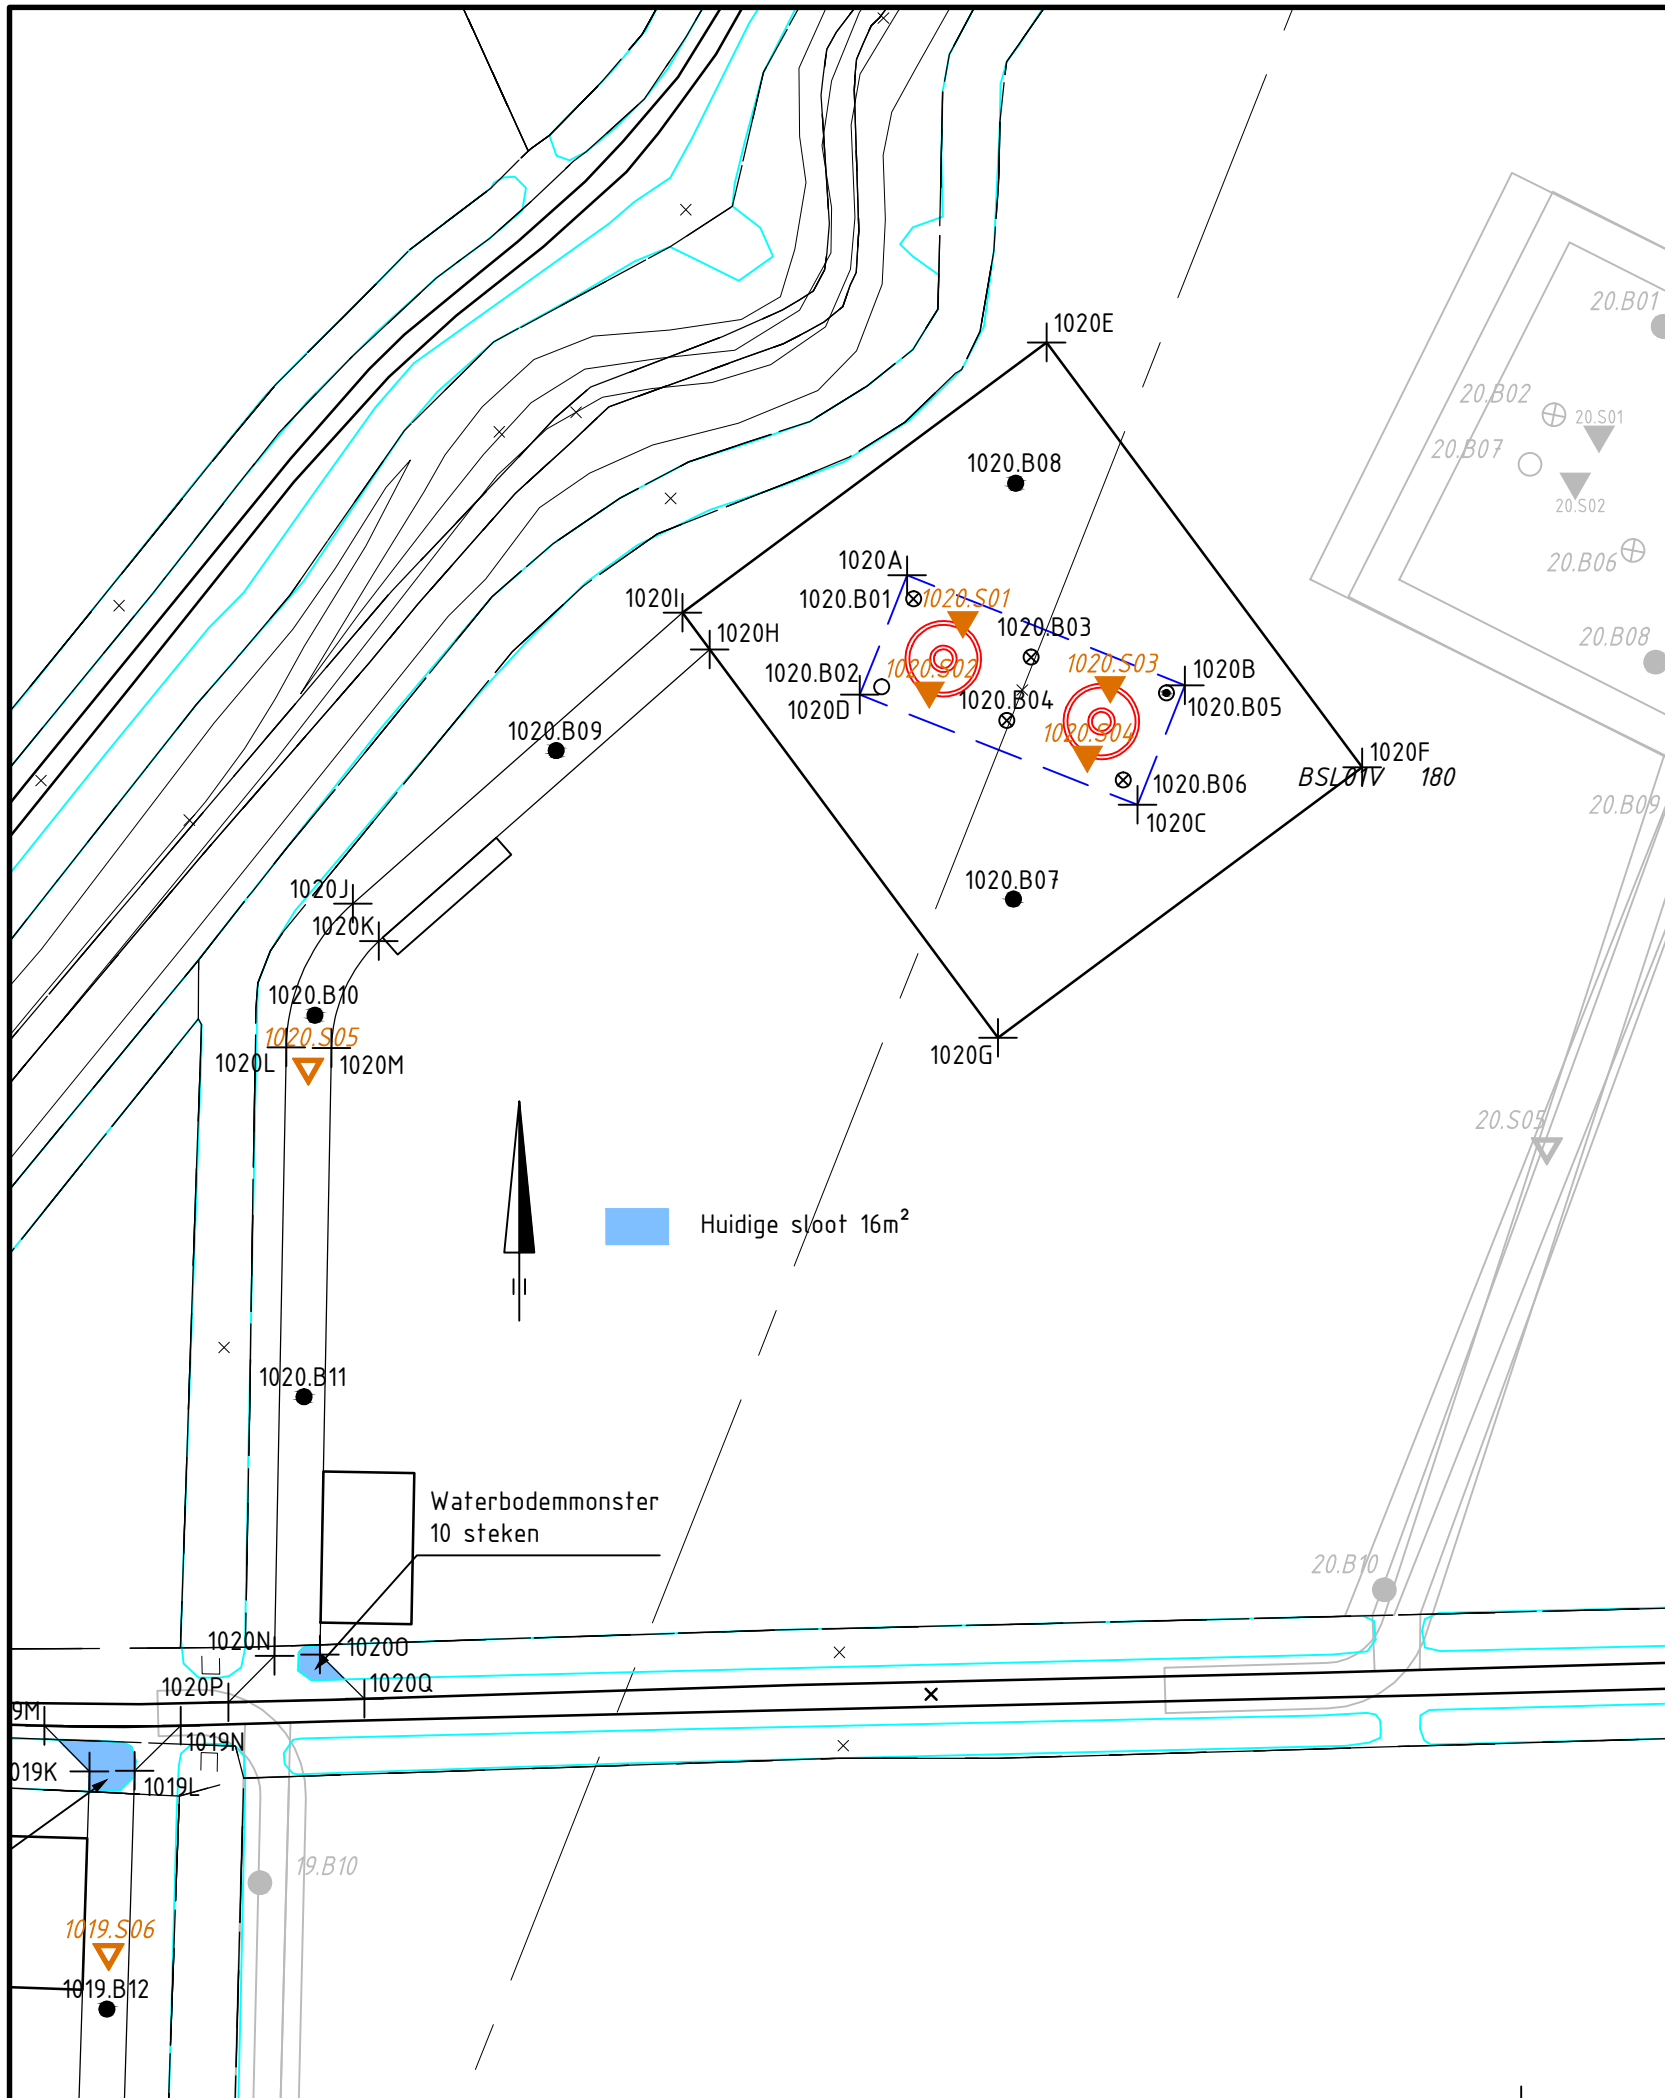 20.B01
1020E
20.B02
20.S01
20.B07
1020.B08
20.S02
1020A
20.B06
1020I
1020.B01
1020.S01
1020H
1020.B03
20.B08
1020.B02
1020.S02
1020.S03
1020B
1020D
1020.B04
1020.B05
1020.B09
1020.S04
1020F
BSL01V 180
1020.B06
20.B09
1020C
1020J
1020.B07
1020K
1020.B10
1020.S05
1020G
1020L
1020M
20.S05
Huidige sloot 16m²
1020.B11
Waterbodemmonster
10 steken
20.B10
1020N
1020O
1020P
1020Q
9M
1019N
019K
1019L
19.B10
1019.S06
1019.B12